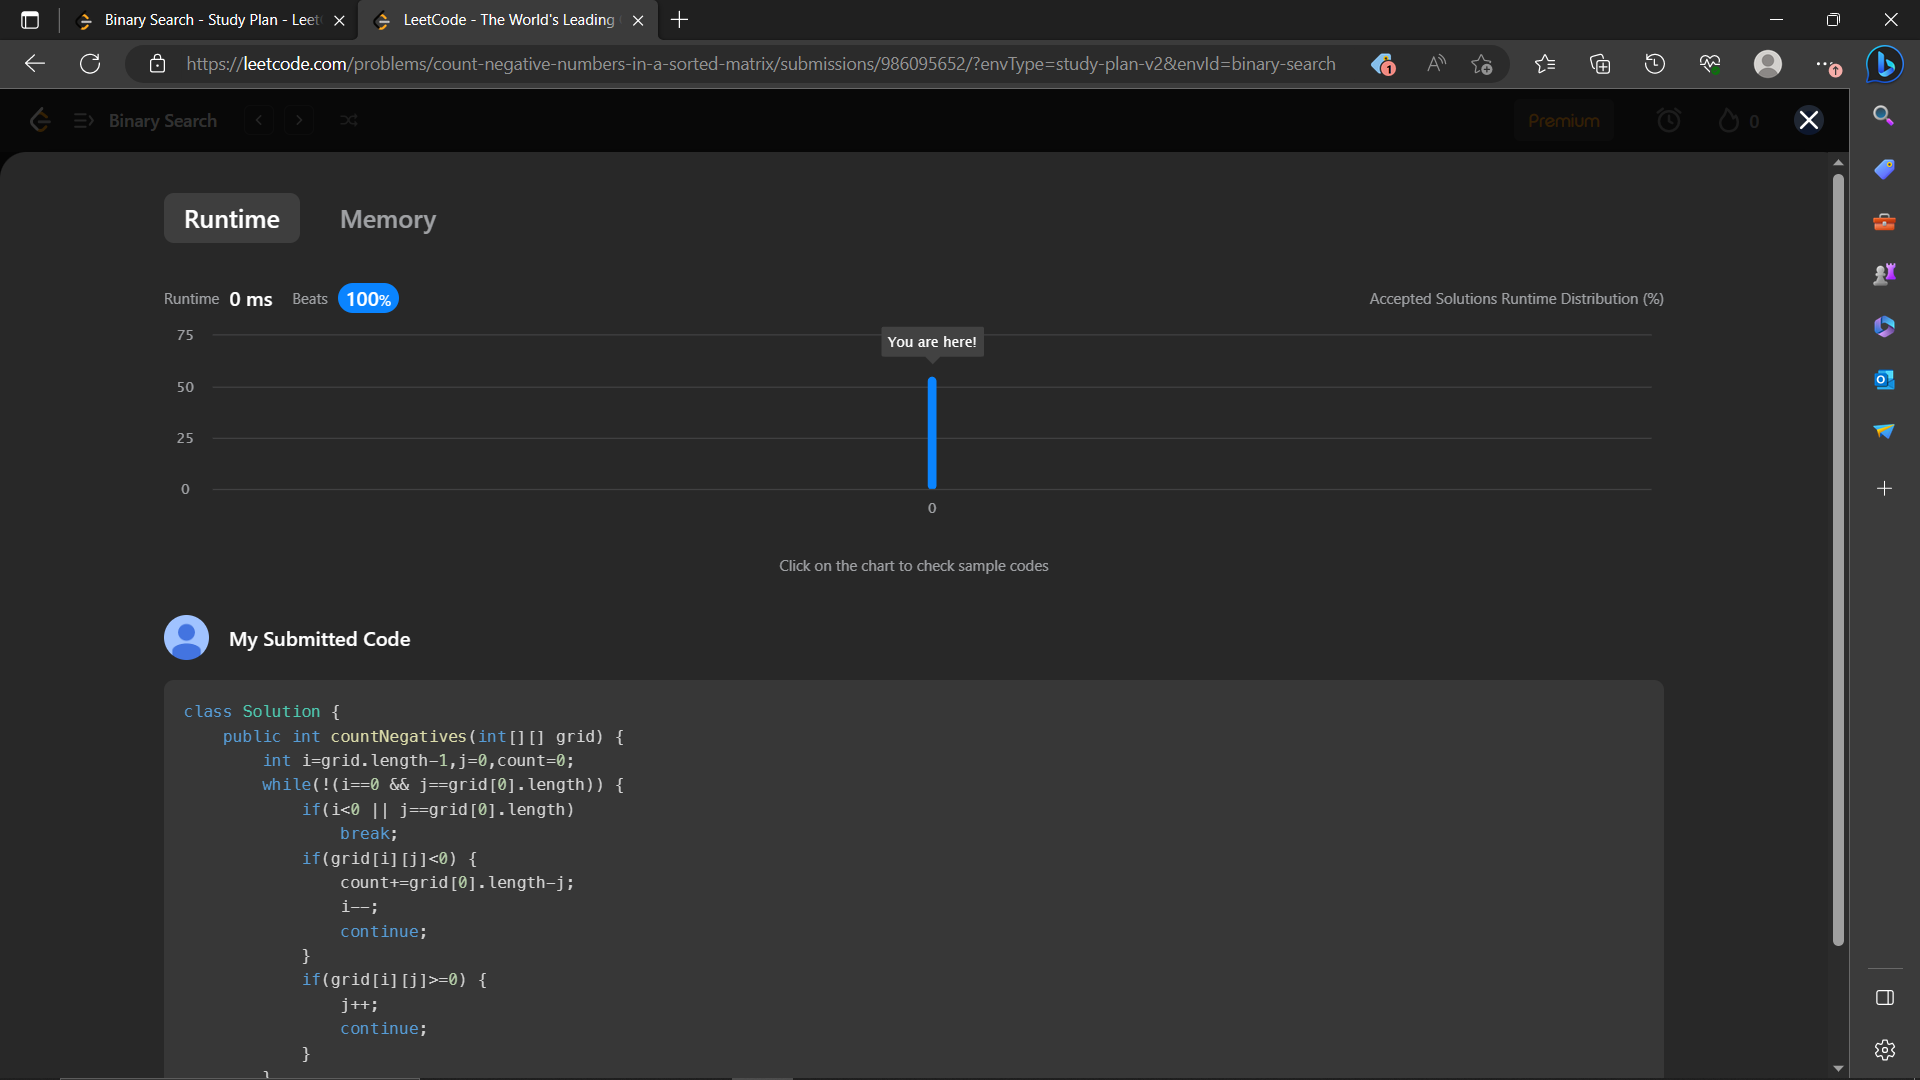 Binary Search - Study Plan - Leet
LeetCode - The World's Leading
https://leetcode.com/problems/count-negative-numbers-in-a-sorted-matrix/submissions/986095652/?envType=study-plan-v2&envId=binary-search
1
Binary Search
Premium
0
Runtime
Memory
Runtime 0 ms Beats 100%
Accepted Solutions Runtime Distribution (%)
75
You are here!
50
25
0
0
Click on the chart to check sample codes
My Submitted Code
class Solution {
    public int countNegatives(int[][] grid) {
        int i=grid.length-1,j=0,count=0;
        while(!(i==0 && j==grid[0].length)) {
            if(i<0 || j==grid[0].length)
                break;
            if(grid[i][j]<0) {
                count+=grid[0].length-j;
                i--;
                continue;
            }
            if(grid[i][j]>=0) {
                j++;
                continue;
            }
        }